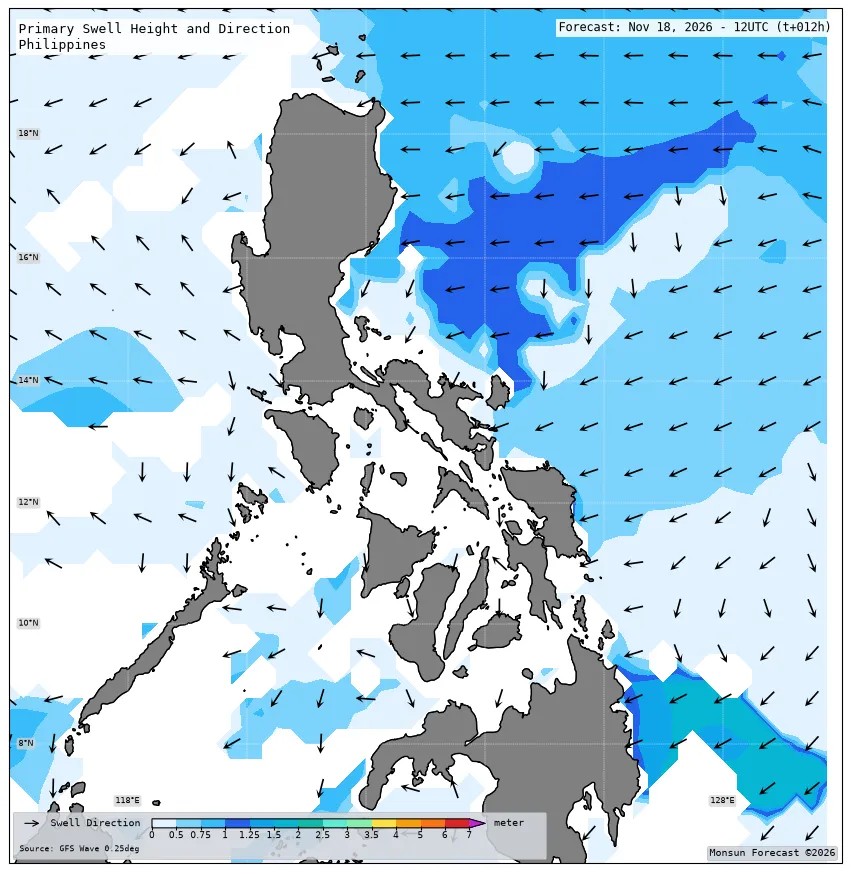 Primary Swell Height and Direction
Philippines
Forecast: Nov 18, 2026 - 12UTC (t+012h)
18°N
16°N
14°N
12°N
10°N
8°N
118°E
128°E
Swell Direction
0 0.5 0.75 1 1.25 1.5 2 2.5 3 3.5 4 5 6 7
meter
Source: GFS Wave 0.25deg
Monsun Forecast ©2026